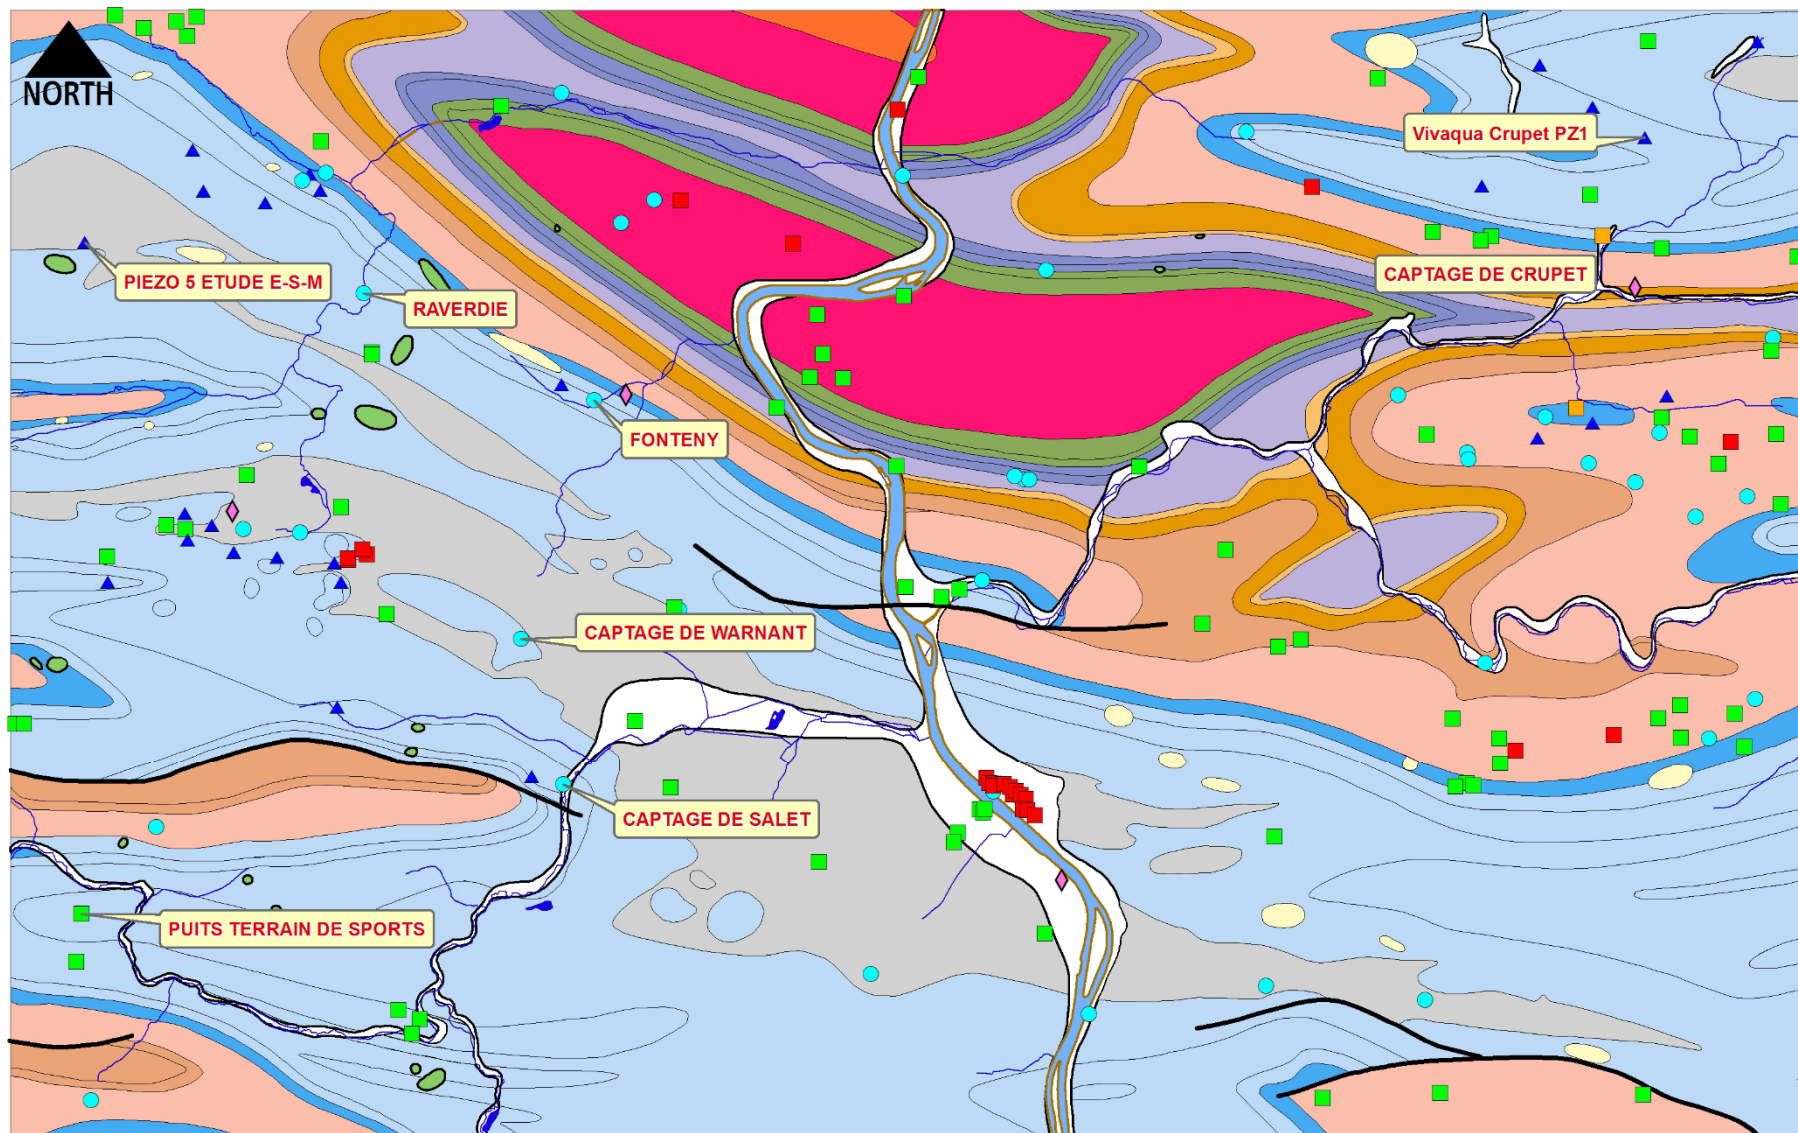 NORTH
Vivaqua Crupet PZ1
PIEZO 5 ETUDE E-S-M
CAPTAGE DE CRUPET
RAVERDIE
FONTENY
CAPTAGE DE WARNANT
CAPTAGE DE SALET
PUITS TERRAIN DE SPORTS